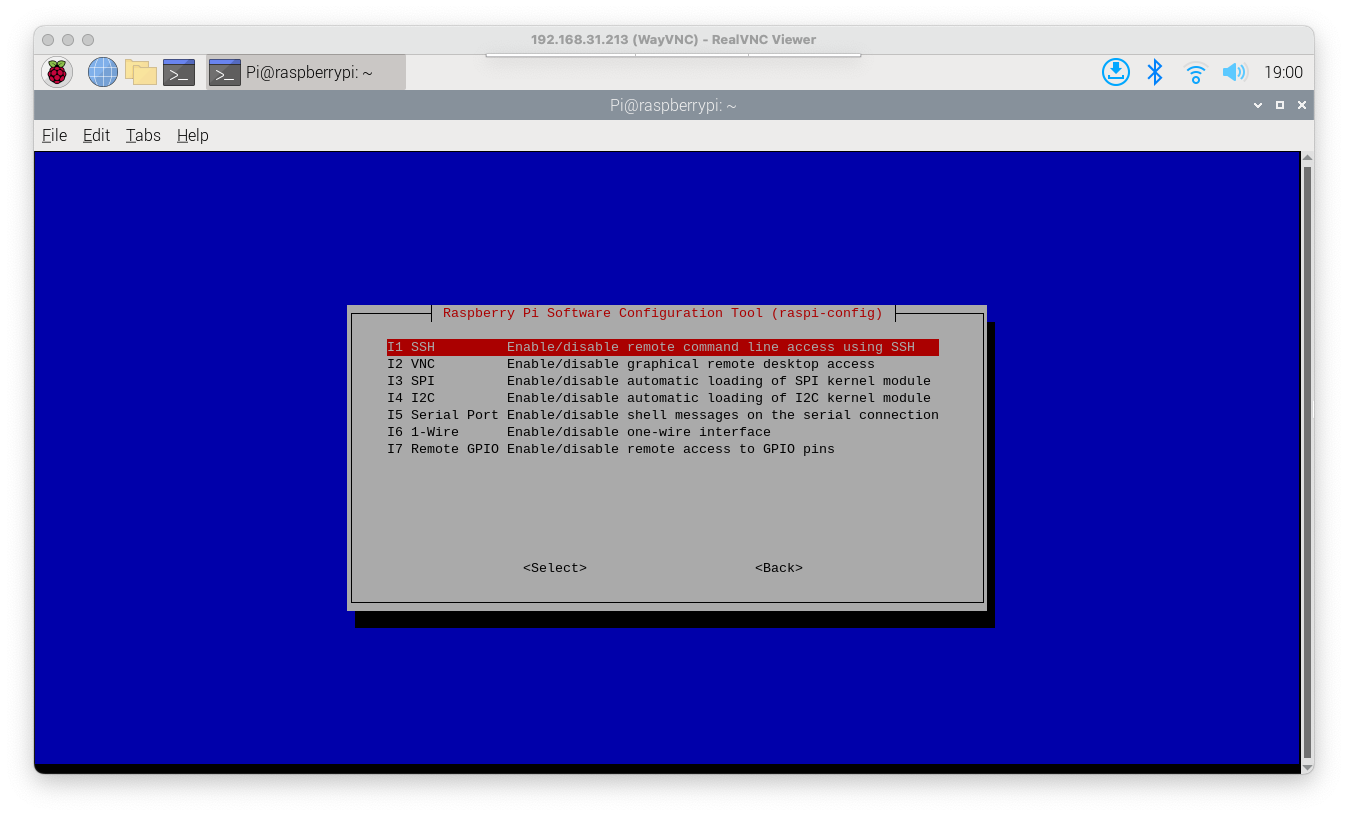 192.168.31.213 (WayVNC) - RealVNC Viewer
>_ >_ Pi@raspberrypi: ~ 19:00
Pi@raspberrypi: ~
File Edit Tabs Help
Raspberry Pi Software Configuration Tool (raspi-config)
I1 SSH Enable/disable remote command line access using SSH
I2 VNC Enable/disable graphical remote desktop access
I3 SPI Enable/disable automatic loading of SPI kernel module
I4 I2C Enable/disable automatic loading of I2C kernel module
I5 Serial Port Enable/disable shell messages on the serial connection
I6 1-Wire Enable/disable one-wire interface
I7 Remote GPIO Enable/disable remote access to GPIO pins
<Select> <Back>